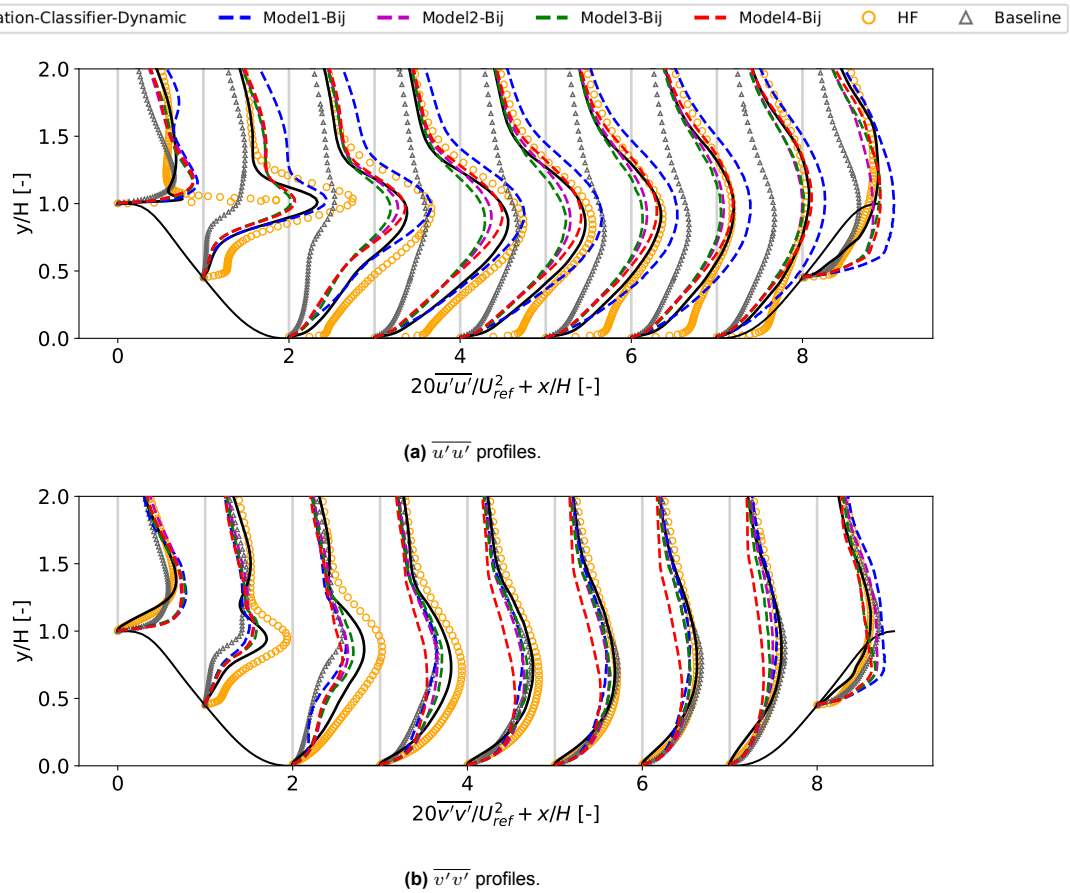 ation-Classifier-Dynamic Model1-Bij Model2-Bij Model3-Bij Model4-Bij HF Baseline
2.0
1.5
1.0
0.5
0.0
y/H [-]
0 2 4 6 8
20u'u'/U²ref + x/H [-]
(a) u'u' profiles.
2.0
1.5
1.0
0.5
0.0
y/H [-]
0 2 4 6 8
20v'v'/U²ref + x/H [-]
(b) v'v' profiles.